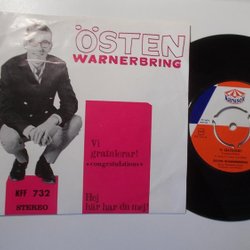 ÖSTEN
WARNERBRING
Vi
gratulerar!
»congratulations»
KFF 732
STEREO
Hej
här har du mej!